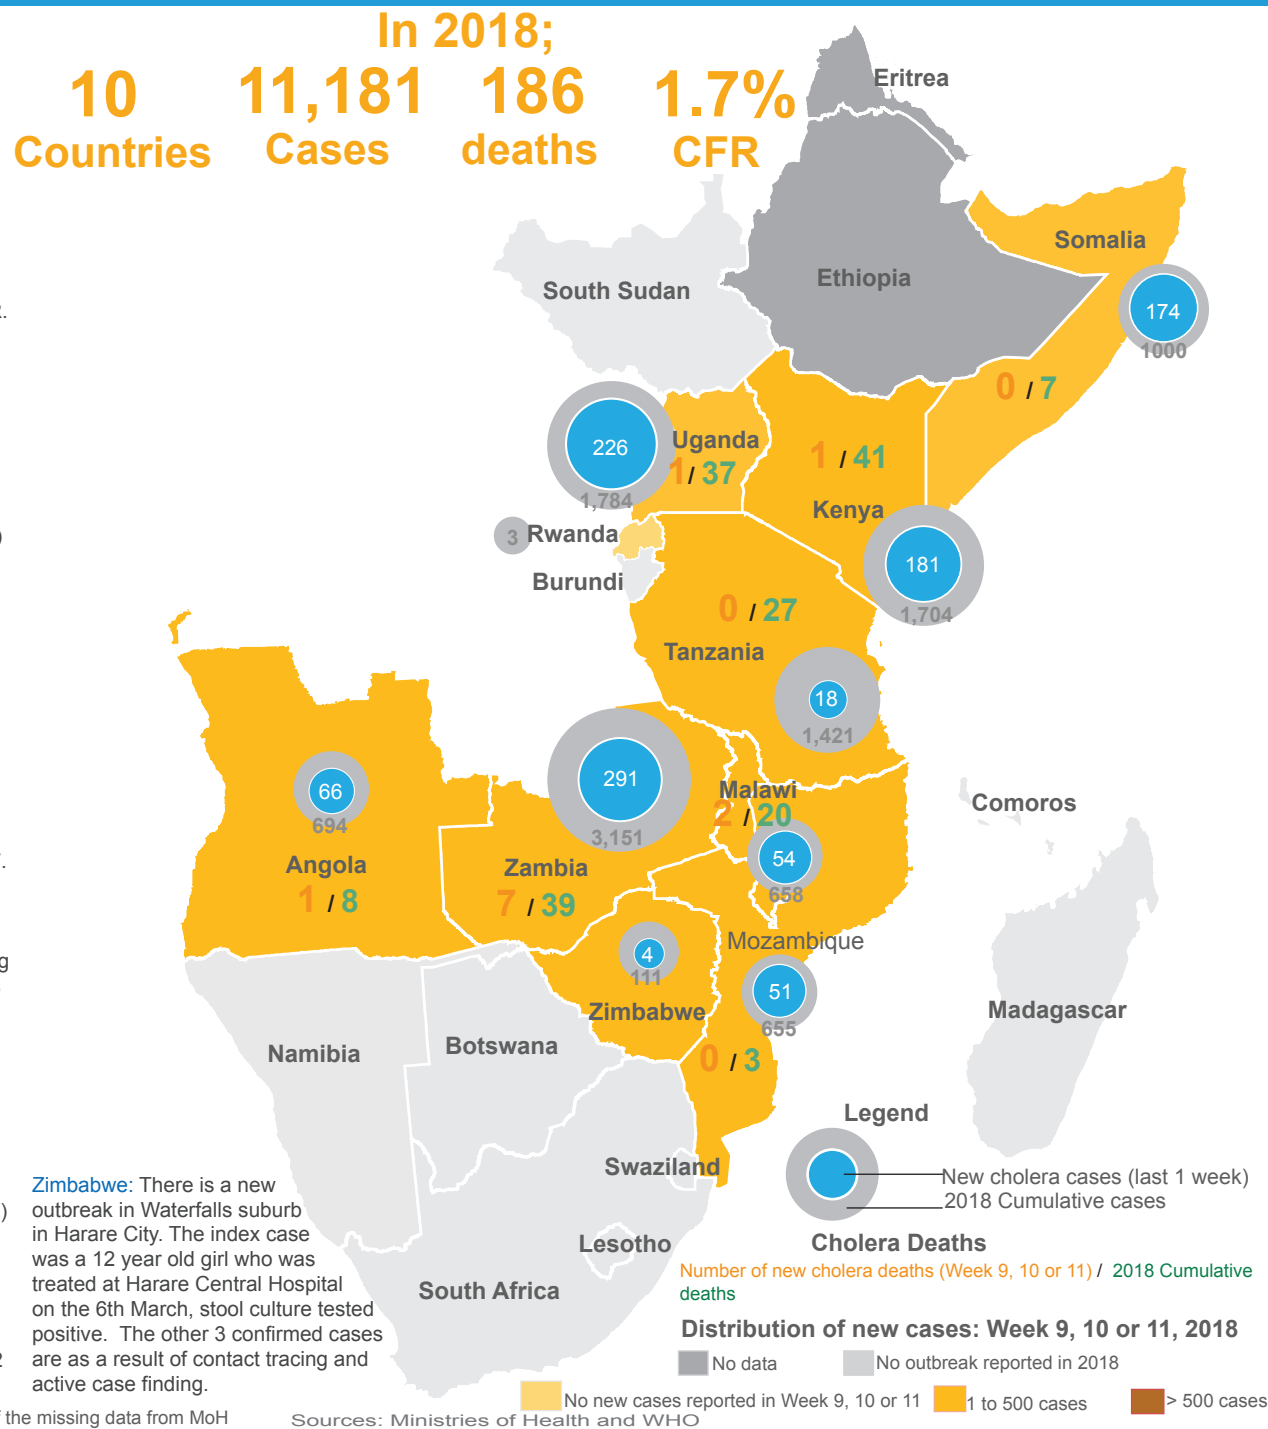 In 2018;
10
Countries
11,181
Cases
186
deaths
1.7%
CFR
Eritrea
Somalia
Ethiopia
South Sudan
174
1000
0 / 7
226
1,784
Uganda
1 / 37
1 / 41
Kenya
3
Rwanda
Burundi
181
1,704
0 / 27
Tanzania
18
1,421
66
694
Angola
1 / 8
291
3,151
Zambia
7 / 39
Malawi
2 / 20
54
658
Comoros
4
111
Zimbabwe
Mozambique
51
655
0 / 3
Madagascar
Namibia
Botswana
Swaziland
Lesotho
South Africa
.
)
.
g
)
2
Zimbabwe: There is a new
outbreak in Waterfalls suburb
in Harare City. The index case
was a 12 year old girl who was
treated at Harare Central Hospital
on the 6th March, stool culture tested
positive. The other 3 confirmed cases
are as a result of contact tracing and
active case finding.
Legend
New cholera cases (last 1 week)
2018 Cumulative cases
Cholera Deaths
Number of new cholera deaths (Week 9, 10 or 11) / 2018 Cumulative
deaths
Distribution of new cases: Week 9, 10 or 11, 2018
No data
No outbreak reported in 2018
No new cases reported in Week 9, 10 or 11
1 to 500 cases
> 500 cases
the missing data from MoH
Sources: Ministries of Health and WHO